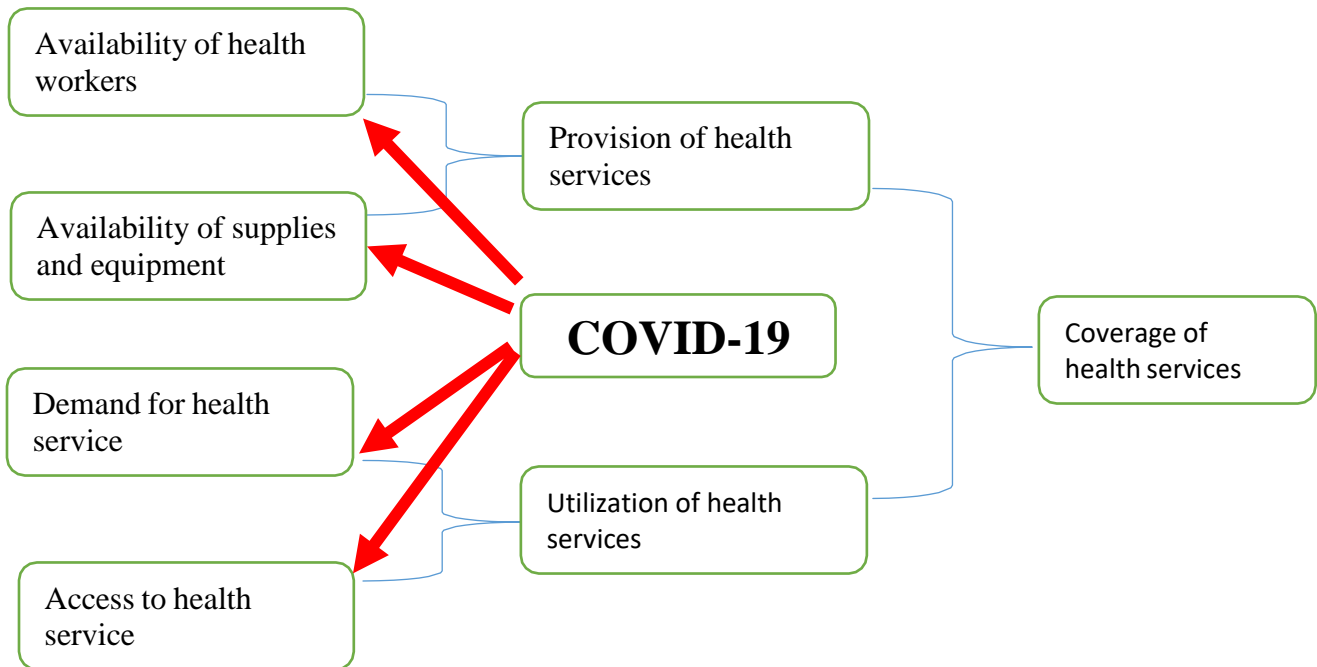 Availability of health
workers
Availability of supplies
and equipment
Demand for health
service
Access to health
service
Provision of health
services
COVID-19
Utilization of health
services
Coverage of
health services